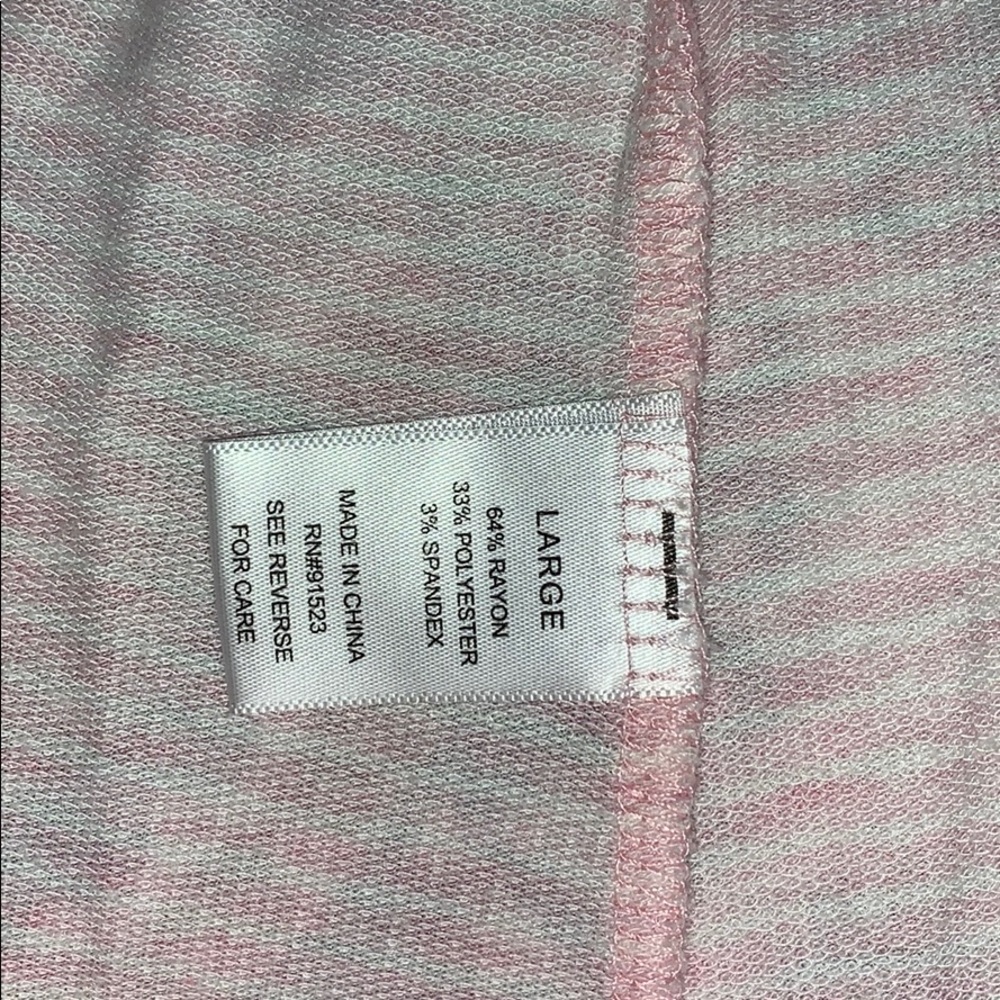 LARGE
64% RAYON
33% POLYESTER
3% SPANDEX
MADE IN CHINA
RN#91523
SEE REVERSE
FOR CARE